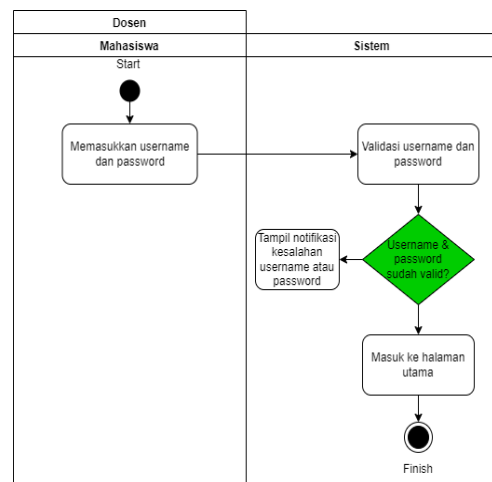 Dosen
Mahasiswa
Sistem
Start
Memasukkan username
dan password
Validasi username dan
password
Username &
password
sudah valid?
Tampil notifikasi
kesalahan
username atau
password
Masuk ke halaman
utama
Finish